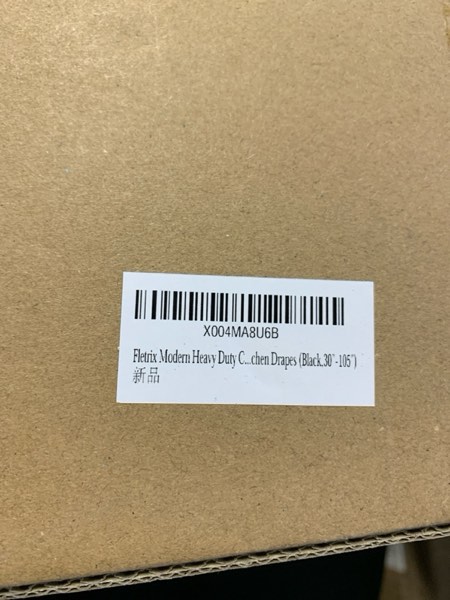 X004MA8U6B
Fletrix Modern Heavy Duty C...chen Drapes (Black,30"-105")
新品